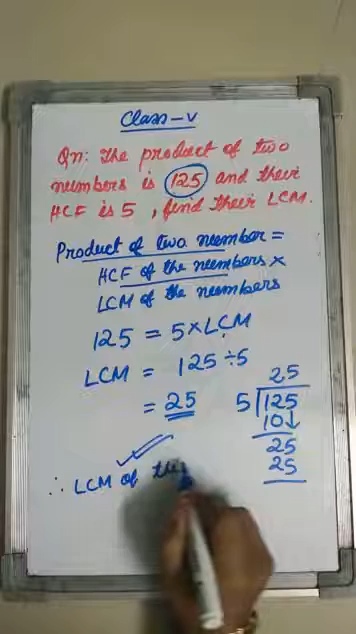 Class-V
Qn: The product of two
numbers is 125 and their
HCF is 5, find their LCM.
Product of two number =
HCF of the numbers ×
LCM of the numbers
125 = 5×LCM
LCM = 125 ÷ 5
= 25
25
5 125
10↓
25
25
∴ LCM of